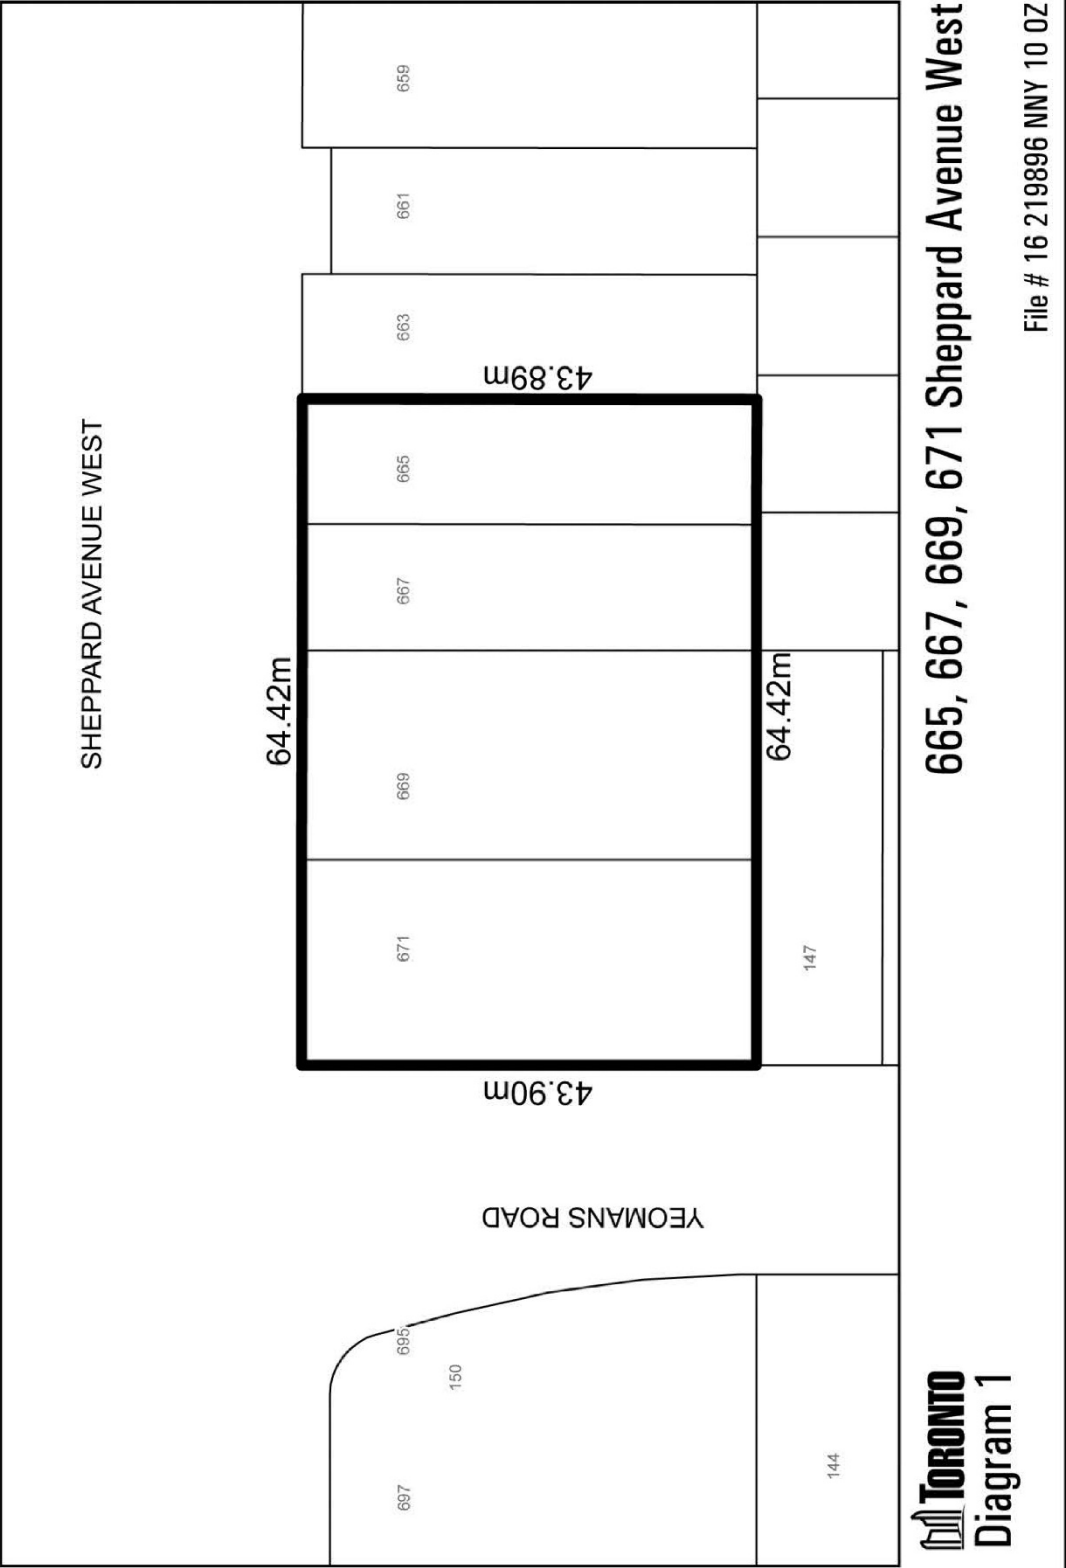 SHEPPARD AVENUE WEST
64.42m
697
695
671
669
667
665
663
661
659
150
43.90m
43.89m
YEOMANS ROAD
64.42m
144
147
TORONTO
Diagram 1
665, 667, 669, 671 Sheppard Avenue West
File # 16 219896 NNY 10 OZ